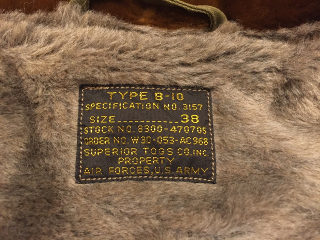 TYPE B-10
SPECIFICATION NO. 3157
SIZE 38
STOCK NO. 8300-470705
ORDER NO. W30-053-AC968
SUPERIOR TOGS CO. INC.
PROPERTY
AIR FORCES, U.S. ARMY